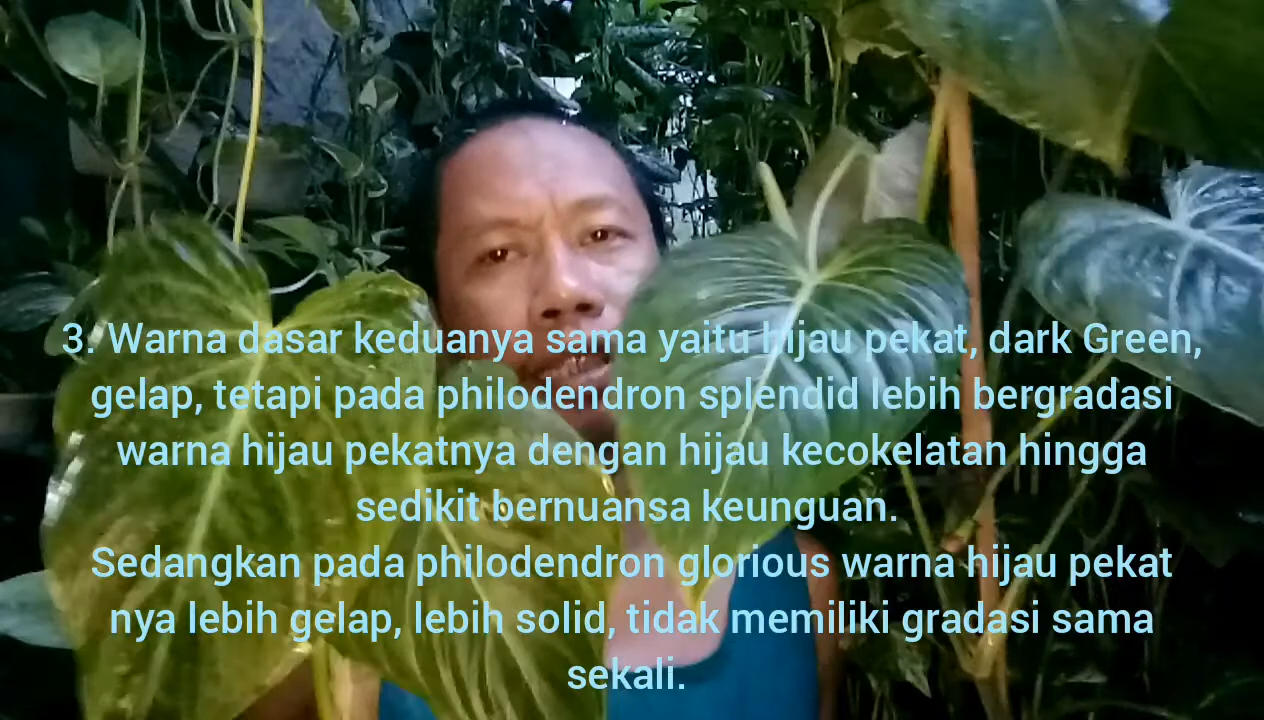 3. Warna dasar keduanya sama yaitu hijau pekat, dark Green,
gelap, tetapi pada philodendron splendid lebih bergradasi
warna hijau pekatnya dengan hijau kecokelatan hingga
sedikit bernuansa keunguan.
Sedangkan pada philodendron glorious warna hijau pekat
nya lebih gelap, lebih solid, tidak memiliki gradasi sama
sekali.